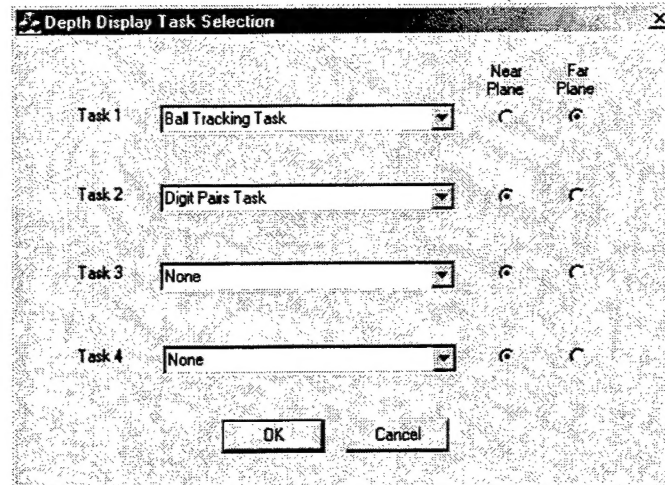 Depth Display Task Selection
Near Plane
Far Plane
Task 1
Ball Tracking Task
Task 2
Digit Pairs Task
Task 3
None
Task 4
None
OK
Cancel